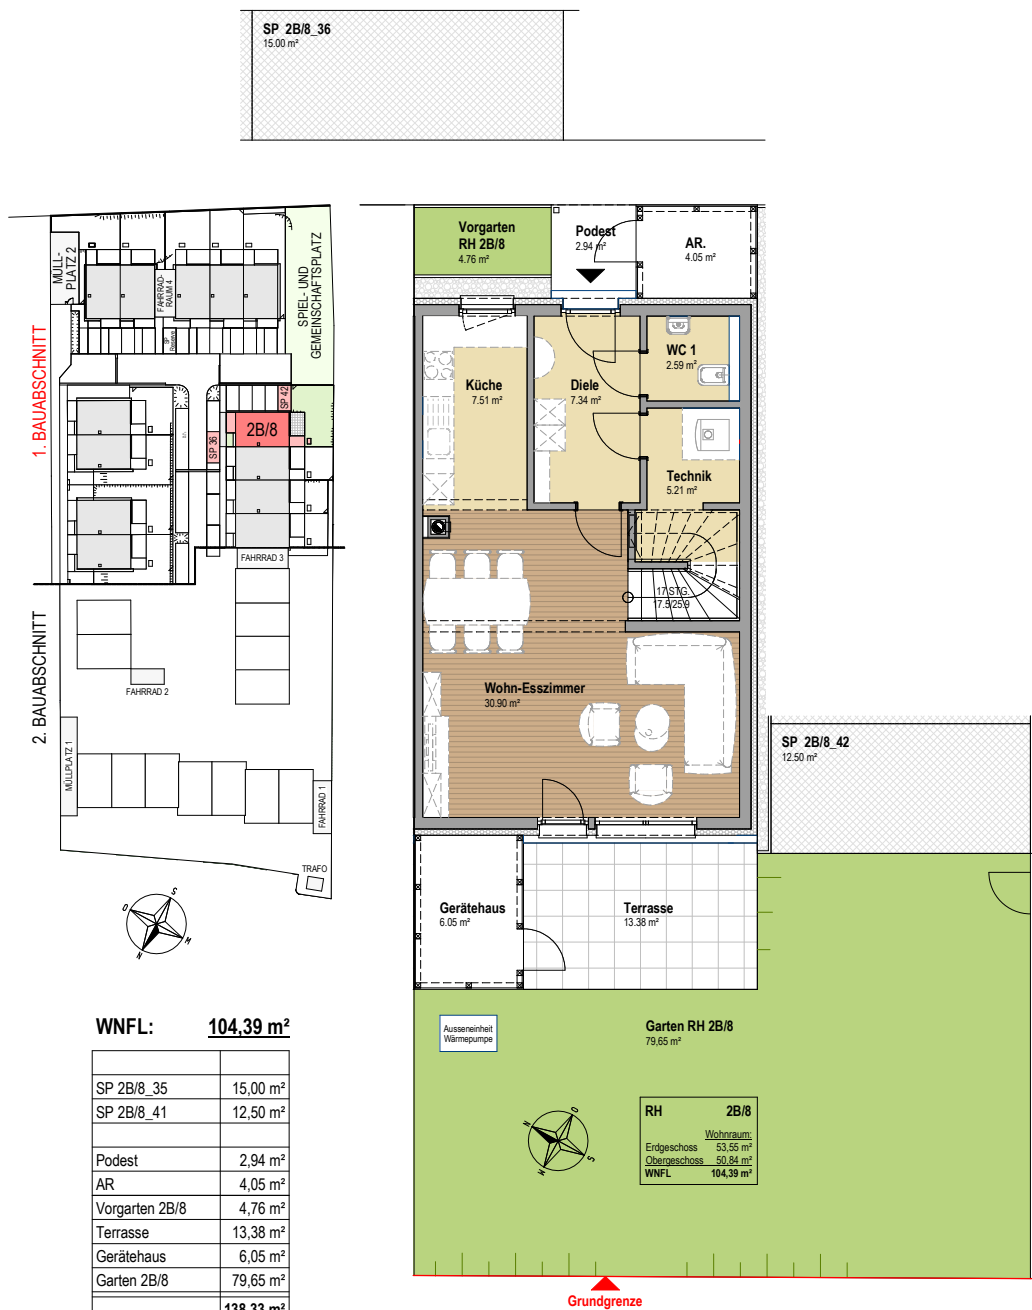 SP 2B/8_36
15.00 m²
Vorgarten
RH 2B/8
4.76 m²
Podest
2.94 m²
AR.
4.05 m²
MÜLL-
PLATZ 2
FAHRRAD-
RAUM 4
SP
Reserve
SPIEL- UND
GEMEINSCHAFTSPLATZ
1. BAUABSCHNITT
SP 42
SP 36
2B/8
FAHRRAD 3
2. BAUABSCHNITT
FAHRRAD 2
MÜLLPLATZ 1
FAHRRAD 1
TRAFO
S
O
W
N
Küche
7.51 m²
Diele
7.34 m²
WC 1
2.59 m²
Technik
5.21 m²
17 STG.
17.5/25.9
Wohn-Esszimmer
30.90 m²
SP 2B/8_42
12.50 m²
Gerätehaus
6.05 m²
Terrasse
13.38 m²
Ausseneinheit
Wärmepumpe
Garten RH 2B/8
79,65 m²
O
N
S
W
RH 2B/8
Wohnraum:
Erdgeschoss 53,55 m²
Obergeschoss 50,84 m²
WNFL 104,39 m²
Grundgrenze
WNFL: 104,39 m²
SP 2B/8_35 15,00 m²
SP 2B/8_41 12,50 m²
Podest 2,94 m²
AR 4,05 m²
Vorgarten 2B/8 4,76 m²
Terrasse 13,38 m²
Gerätehaus 6,05 m²
Garten 2B/8 79,65 m²
138,33 m²